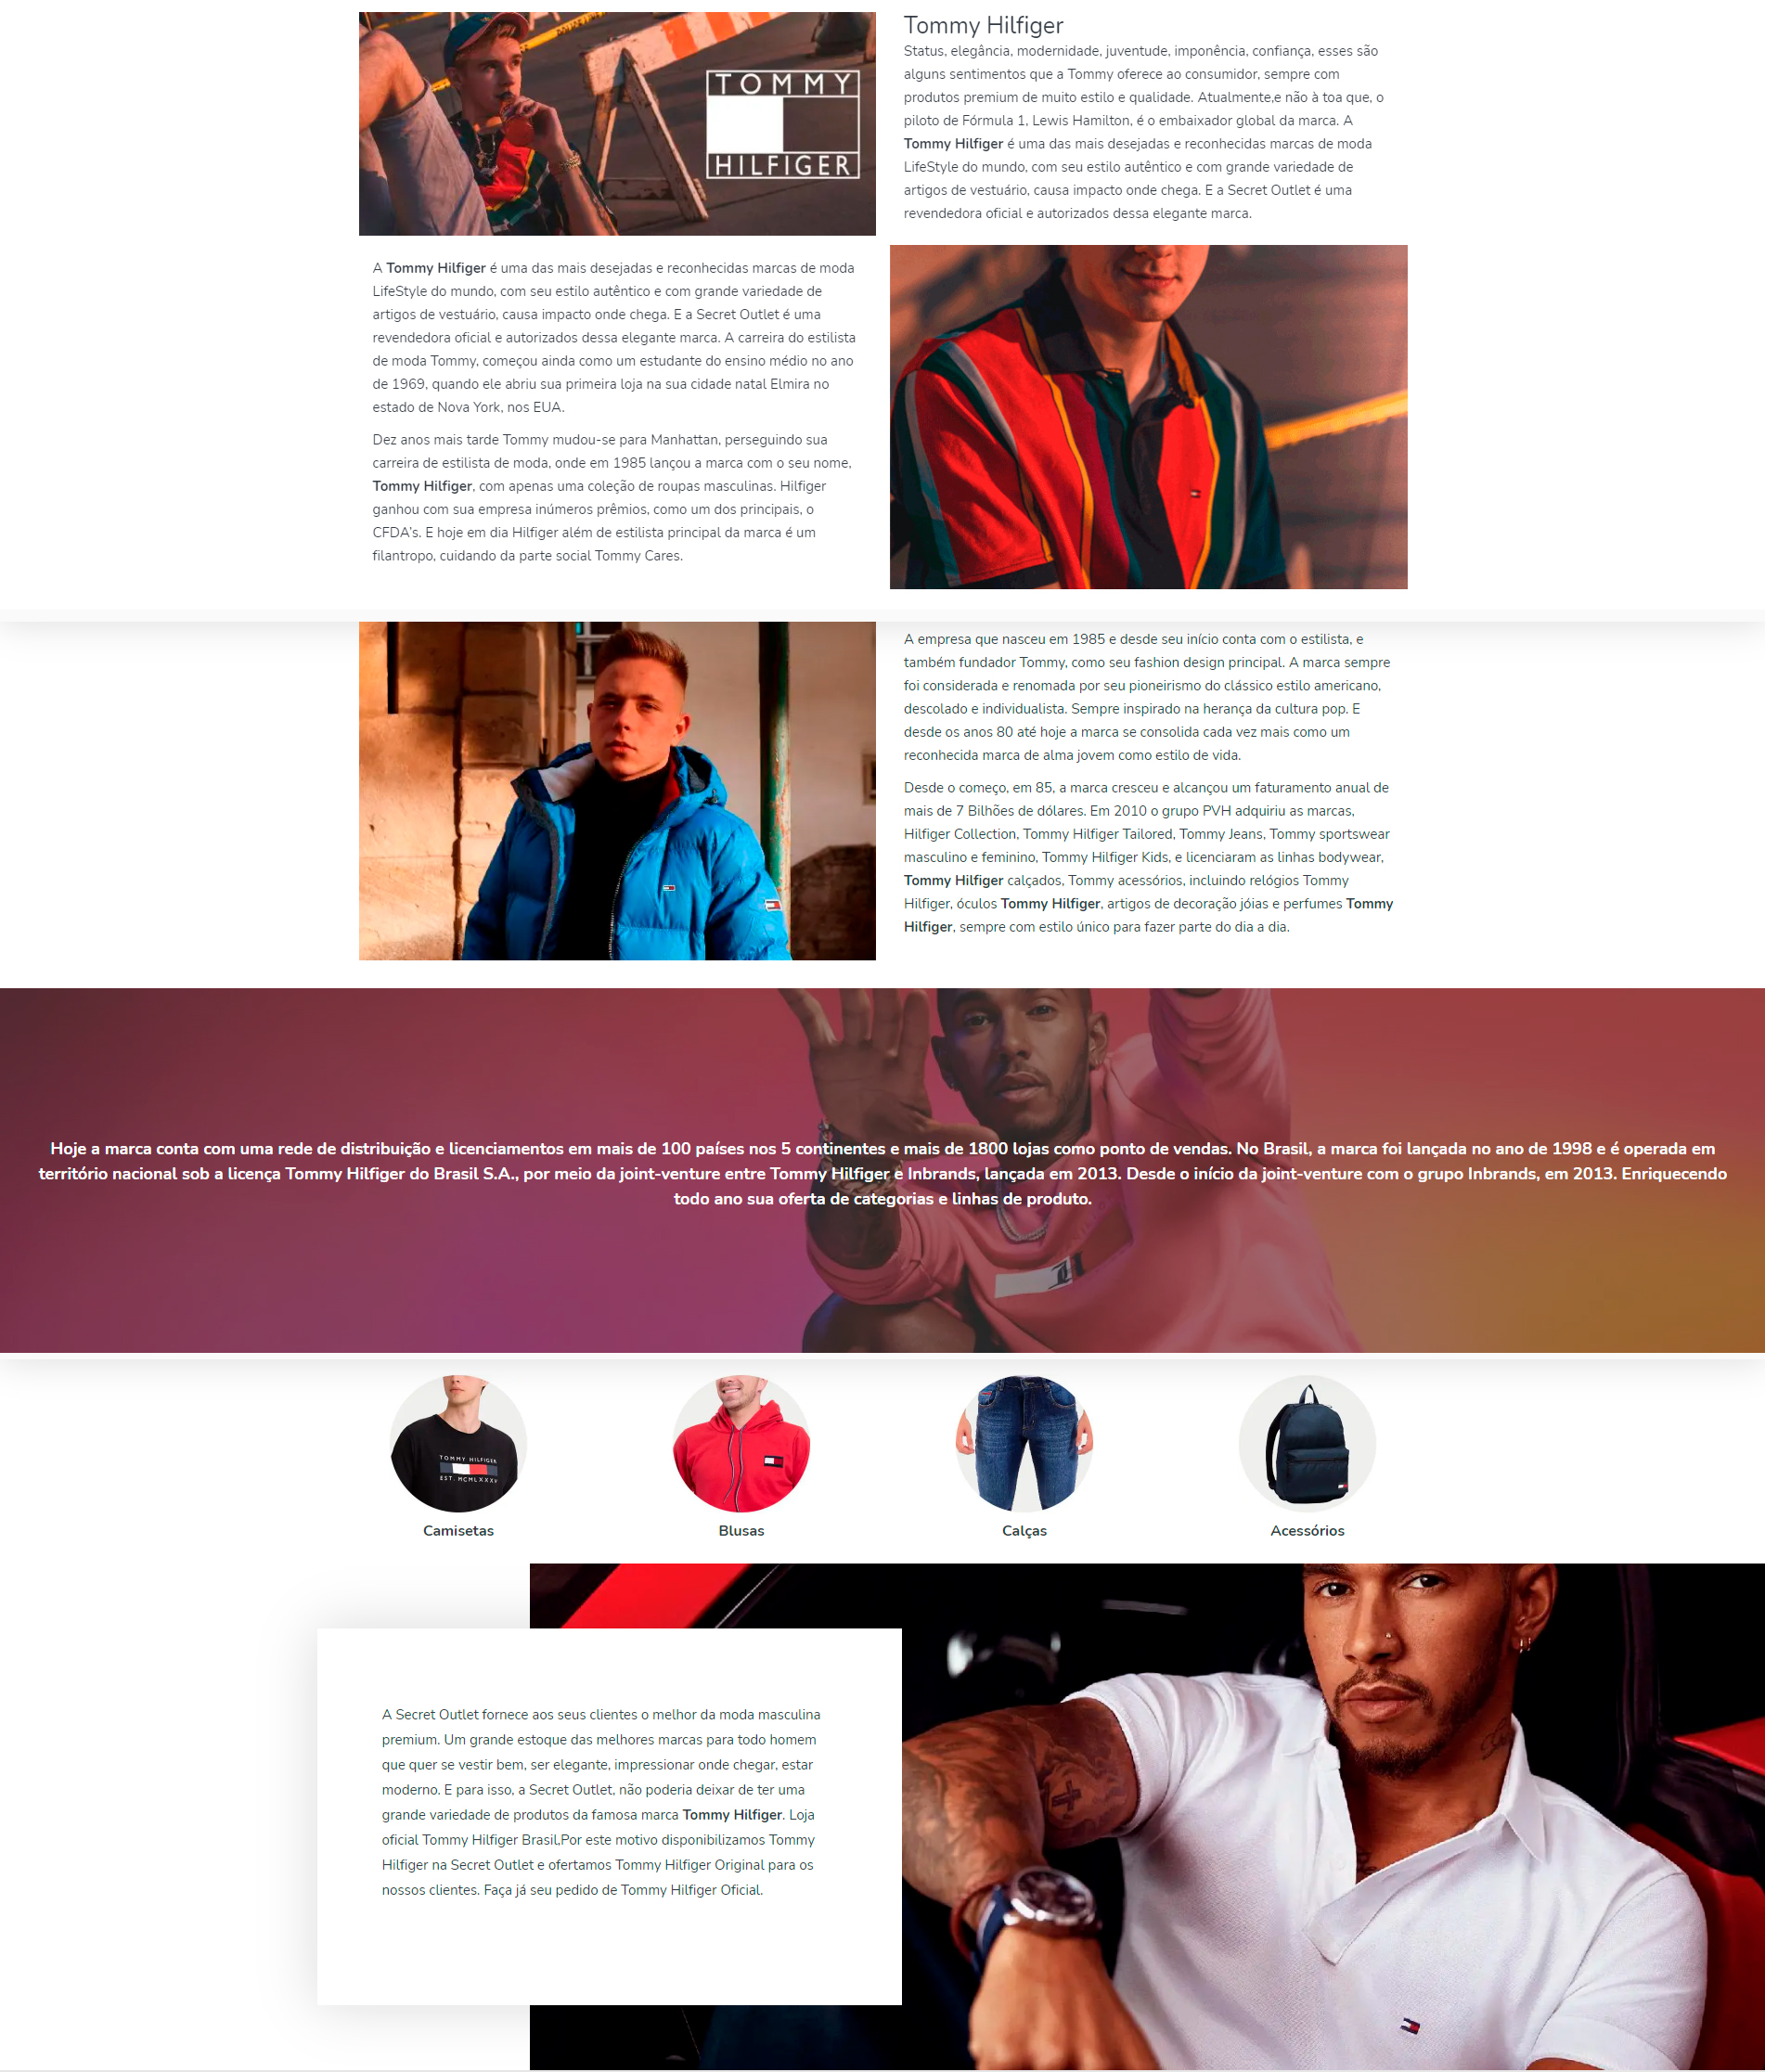 TOMMY
HILFIGER
Tommy Hilfiger
Status, elegância, modernidade, juventude, imponência, confiança, esses são
alguns sentimentos que a Tommy oferece ao consumidor, sempre com
produtos premium de muito estilo e qualidade. Atualmente,e não à toa que, o
piloto de Fórmula 1, Lewis Hamilton, é o embaixador global da marca. A
Tommy Hilfiger é uma das mais desejadas e reconhecidas marcas de moda
LifeStyle do mundo, com seu estilo autêntico e com grande variedade de
artigos de vestuário, causa impacto onde chega. E a Secret Outlet é uma
revendedora oficial e autorizados dessa elegante marca.
A Tommy Hilfiger é uma das mais desejadas e reconhecidas marcas de moda
LifeStyle do mundo, com seu estilo autêntico e com grande variedade de
artigos de vestuário, causa impacto onde chega. E a Secret Outlet é uma
revendedora oficial e autorizados dessa elegante marca. A carreira do estilista
de moda Tommy, começou ainda como um estudante do ensino médio no ano
de 1969, quando ele abriu sua primeira loja na sua cidade natal Elmira no
estado de Nova York, nos EUA.
Dez anos mais tarde Tommy mudou-se para Manhattan, perseguindo sua
carreira de estilista de moda, onde em 1985 lançou a marca com o seu nome,
Tommy Hilfiger, com apenas uma coleção de roupas masculinas. Hilfiger
ganhou com sua empresa inúmeros prêmios, como um dos principais, o
CFDA's. E hoje em dia Hilfiger além de estilista principal da marca é um
filantropo, cuidando da parte social Tommy Cares.
A empresa que nasceu em 1985 e desde seu início conta com o estilista, e
também fundador Tommy, como seu fashion design principal. A marca sempre
foi considerada e renomada por seu pioneirismo do clássico estilo americano,
descolado e individualista. Sempre inspirado na herança da cultura pop. E
desde os anos 80 até hoje a marca se consolida cada vez mais como um
reconhecida marca de alma jovem como estilo de vida.
Desde o começo, em 85, a marca cresceu e alcançou um faturamento anual de
mais de 7 Bilhões de dólares. Em 2010 o grupo PVH adquiriu as marcas,
Hilfiger Collection, Tommy Hilfiger Tailored, Tommy Jeans, Tommy sportswear
masculino e feminino, Tommy Hilfiger Kids, e licenciaram as linhas bodywear,
Tommy Hilfiger calçados, Tommy acessórios, incluindo relógios Tommy
Hilfiger, óculos Tommy Hilfiger, artigos de decoração jóias e perfumes Tommy
Hilfiger, sempre com estilo único para fazer parte do dia a dia.
Hoje a marca conta com uma rede de distribuição e licenciamentos em mais de 100 países nos 5 continentes e mais de 1800 lojas como ponto de vendas. No Brasil, a marca foi lançada no ano de 1998 e é operada em
território nacional sob a licença Tommy Hilfiger do Brasil S.A., por meio da joint-venture entre Tommy Hilfiger e Inbrands, lançada em 2013. Desde o início da joint-venture com o grupo Inbrands, em 2013. Enriquecendo
todo ano sua oferta de categorias e linhas de produto.
TOMMY HILFIGER
EST. MCMLXXXV
Camisetas
Blusas
Calças
Acessórios
A Secret Outlet fornece aos seus clientes o melhor da moda masculina
premium. Um grande estoque das melhores marcas para todo homem
que quer se vestir bem, ser elegante, impressionar onde chegar, estar
moderno. E para isso, a Secret Outlet, não poderia deixar de ter uma
grande variedade de produtos da famosa marca Tommy Hilfiger. Loja
oficial Tommy Hilfiger Brasil,Por este motivo disponibilizamos Tommy
Hilfiger na Secret Outlet e ofertamos Tommy Hilfiger Original para os
nossos clientes. Faça já seu pedido de Tommy Hilfiger Oficial.